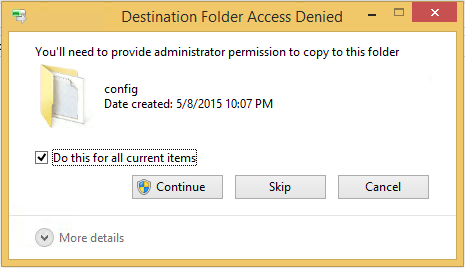 Destination Folder Access Denied
You'll need to provide administrator permission to copy to this folder
config
Date created: 5/8/2015 10:07 PM
Do this for all current items
Continue Skip Cancel
More details